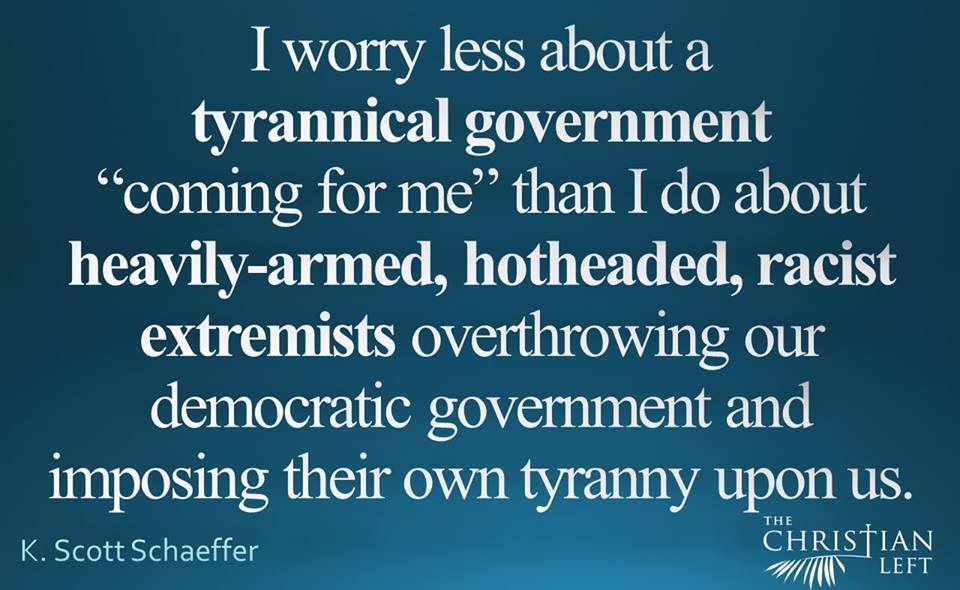 I worry less about a
tyrannical government
“coming for me” than I do about
heavily-armed, hotheaded, racist
extremists overthrowing our
democratic government and
imposing their own tyranny upon us.
K. Scott Schaeffer
THE
CHRISTIAN
LEFT